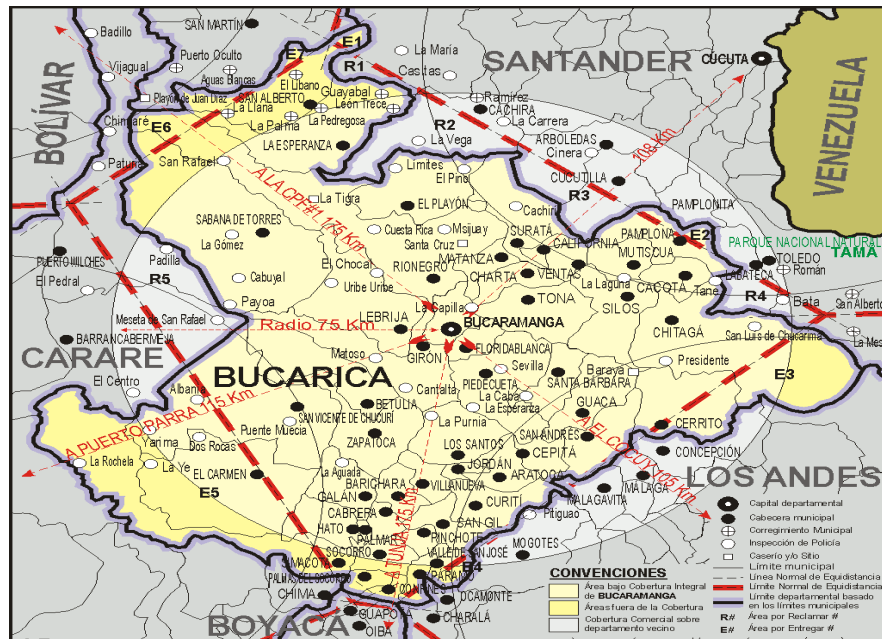 Badillo
SAN MARTÍN
E1
E7
R1
La María
SANTANDER
Puerto Oculto
Vijagual
Aguas Blancas
Casitas
CÚCUTA
El Líbano
Playón de Juan Díaz
SAN ALBERTO
Guayabal
La Llana
León Trece
Ramírez
CACHIRA
BOLÍVAR
VENEZUELA
E6
La Palma
La Pedregosa
R2
La Carrera
108 Km
LA ESPERANZA
La Vega
ARBOLEDAS
Cinera
Paturia
San Rafael
Límites
El Pino
CUCUTILLA
R3
A LA CPF#1 175 Km
La Tigra
EL PLAYÓN
Cachirí
PAMPLONITA
SABANA DE TORRES
La Gómez
Cuesta Rica
Santa Cruz
SURATÁ
CALIFORNIA
PAMPLONA
E2
PARQUE NACIONAL NATURAL
TAMÁ
PUERTO WILCHES
Padilla
El Chocal
MATANZA
MUTISCUA
TOLEDO
LABATECA
Román
R5
El Pedral
Cabuyal
RIONEGRO
CHARTA
VENTAS
La Laguna
CACOTA
Tane
Uribe Uribe
Payoa
La Capilla
TONA
SILOS
R4
Bata
San Alberto
Meseta de San Rafael
Radio 75 Km
LEBRIJA
BUCARAMANGA
CHITAGÁ
San Luis de Chucarima
BARRANCABERMEJA
GIRÓN
FLORIDABLANCA
CARARE
Matoso
Sevilla
Baraya
Presidente
El Centro
BUCARICA
PIEDECUESTA
SANTA BÁRBARA
E3
Albania
Cantalta
La Caba
La Esperanza
A PUERTO PARRA 115 Km
BETULIA
GUACA
SAN VICENTE DE CHUCURÍ
La Purnia
CERRITO
Yarima
Puente Mucia
Dos Rocas
ZAPATOCA
SAN ANDRÉS
A EL COCUY 105 Km
LOS SANTOS
CEPITÁ
CONCEPCIÓN
La Rochela
La Ye
EL CARMEN
La Aguada
JORDÁN
ARATOCA
MÁLAGA
LOS ANDES
E5
BARICHARA
VILLANUEVA
MALAGAVITA
GALÁN
CURITÍ
Pitiguao
CABRERA
SAN GIL
HATO
PALMAR
PINCHOTE
MOGOTES
SOCORRO
VALLE DE SAN JOSÉ
A TUNJA 175 Km
SIMACOTA
E4
PALMAS DEL SOCORRO
PÁRAMO
CONFINES
CHIMA
OCAMONTE
GUAPOTA
CHARALÁ
OIBA
BOYACA
CONVENCIONES
Área bajo Cobertura Integral
de BUCARAMANGA
Áreas fuera de la Cobertura
Cobertura Comercial sobre
departamento vecino
Capital departamental
Cabecera municipal
Corregimiento Municipal
Inspección de Policía
Caserío y/o Sitio
Límite municipal
Línea Normal de Equidistancia
Límite Normal de Equidistancia
Límite departamental basado
en los límites municipales
R# Área por Reclamar #
E# Área por Entregar #